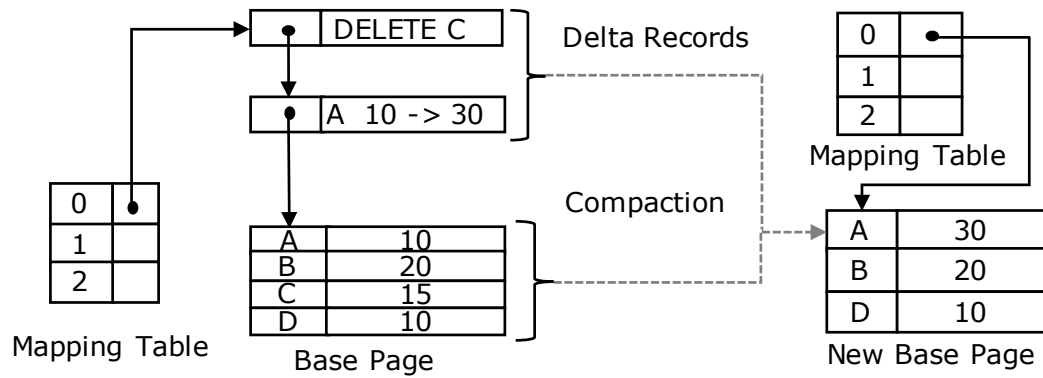 DELETE C
A 10 -> 30
Delta Records
0
1
2
Mapping Table
0
1
2
Mapping Table
A 10
B 20
C 15
D 10
Base Page
Compaction
A 30
B 20
D 10
New Base Page